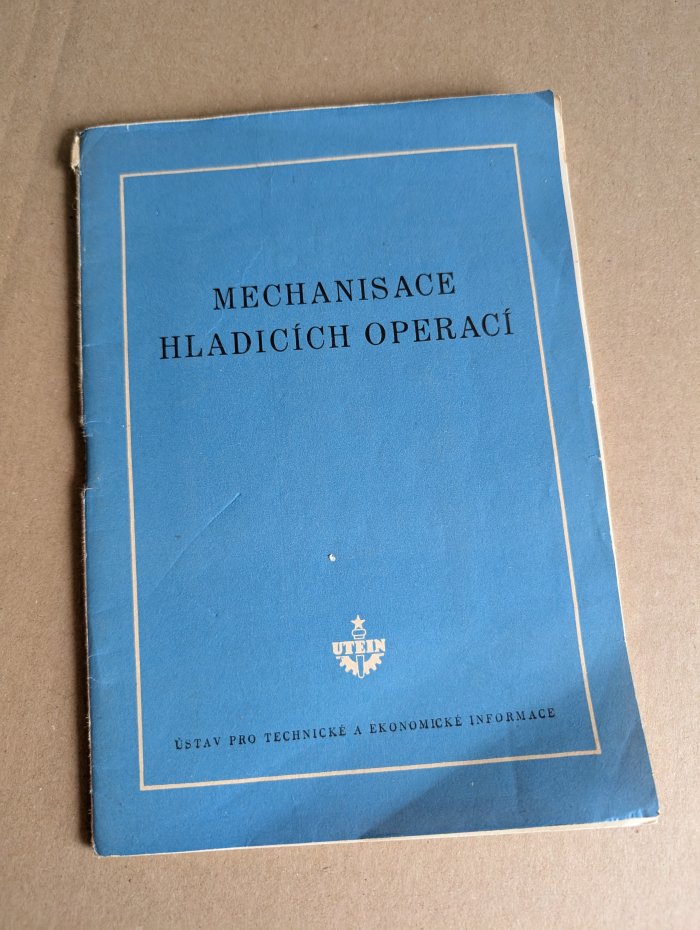 MECHANISACE
HLADICÍCH OPERACÍ
UTEIN
ÚSTAV PRO TECHNICKÉ A EKONOMICKÉ INFORMACE